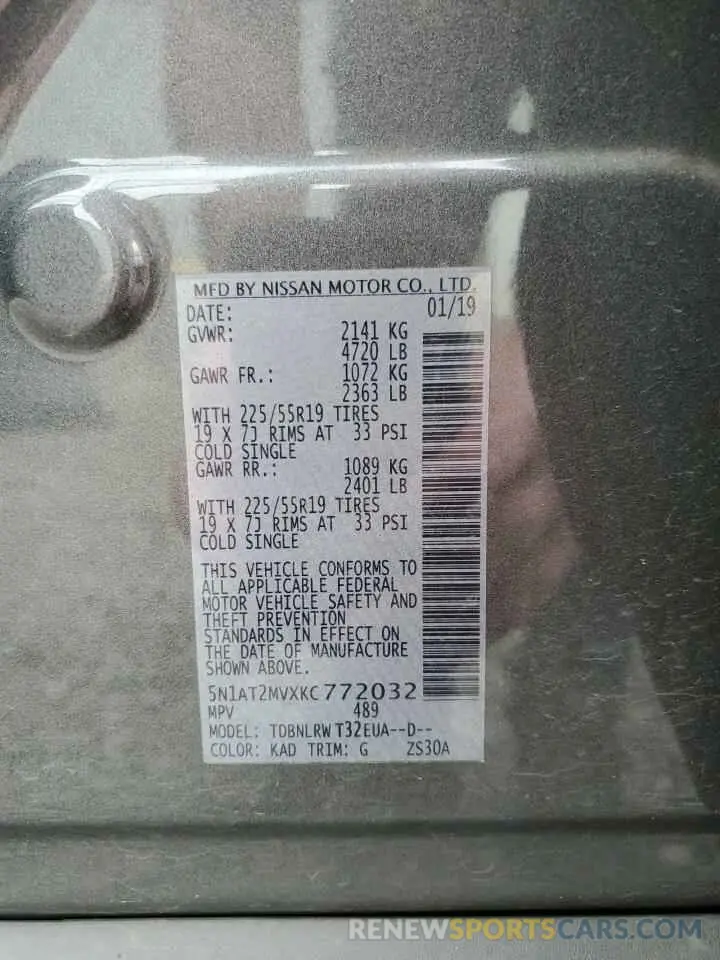 MFD BY NISSAN MOTOR CO., LTD.
DATE: 01/19
GVWR: 2141 KG
4720 LB
GAWR FR.: 1072 KG
2363 LB
WITH 225/55R19 TIRES
19 X 7J RIMS AT 33 PSI
COLD SINGLE
GAWR RR.: 1089 KG
2401 LB
WITH 225/55R19 TIRES
19 X 7J RIMS AT 33 PSI
COLD SINGLE
THIS VEHICLE CONFORMS TO
ALL APPLICABLE FEDERAL
MOTOR VEHICLE SAFETY AND
THEFT PREVENTION
STANDARDS IN EFFECT ON
THE DATE OF MANUFACTURE
SHOWN ABOVE.
5N1AT2MVXKC772032
MPV 489
MODEL: TDBNLRW T32EUA--D--
COLOR: KAD TRIM: G ZS30A
RENEWSPORTSCARS.COM